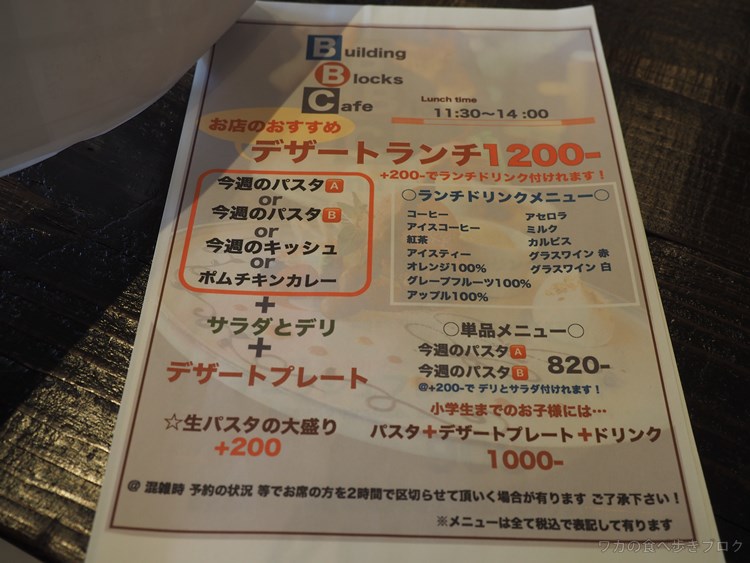 Building
Blocks
Cafe
Lunch time
11:30〜14:00
お店のおすすめ
デザートランチ1200-
+200-でランチドリンク付けれます！
今週のパスタA
or
今週のパスタB
or
今週のキッシュ
or
ポムチキンカレー
+
サラダとデリ
+
デザートプレート
☆生パスタの大盛り
+200
〇ランチドリンクメニュー〇
コーヒー
アイスコーヒー
紅茶
アイスティー
オレンジ100%
グレープフルーツ100%
アップル100%
アセロラ
ミルク
カルピス
グラスワイン 赤
グラスワイン 白
〇単品メニュー〇
今週のパスタA
今週のパスタB
820-
@+200-で デリとサラダ付けれます！
小学生までのお子様には…
パスタ+デザートプレート+ドリンク
1000-
@ 混雑時 予約の状況 等でお席の方を2時間で区切らせて頂いく場合が有ります ご了承下さい！
※メニューは全て税込で表記して有ります
ワカの食べ歩きブログ